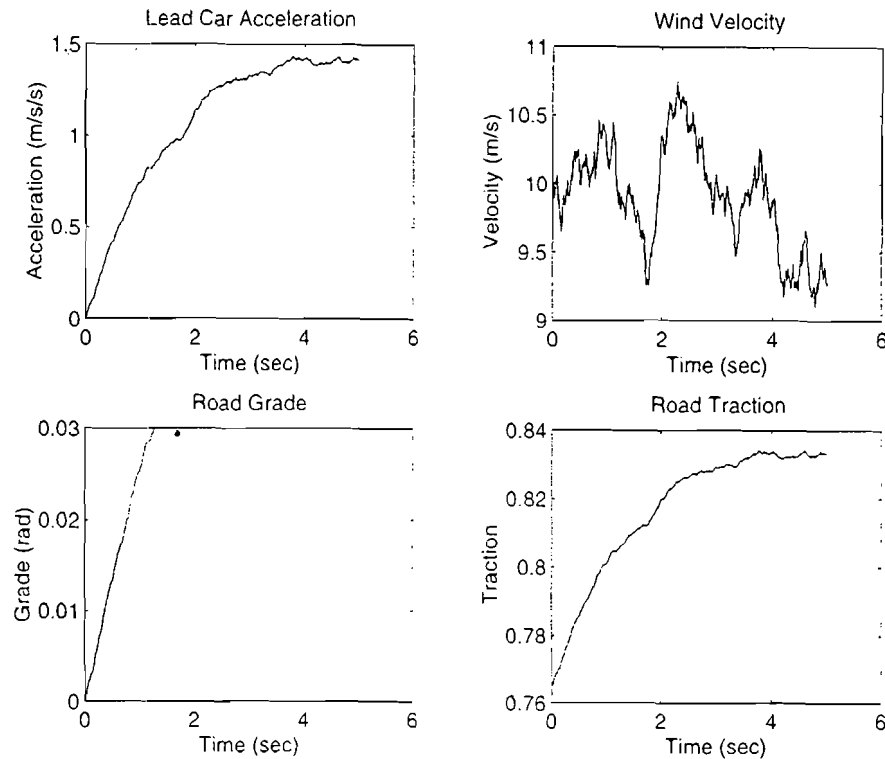 Lead Car Acceleration
1.5
1
0.5
0
Acceleration (m/s/s)
0 2 4 6
Time (sec)
Wind Velocity
11
10.5
10
9.5
9
Velocity (m/s)
0 2 4 6
Time (sec)
Road Grade
0.03
0.02
0.01
0
Grade (rad)
0 2 4 6
Time (sec)
Road Traction
0.84
0.82
0.8
0.78
0.76
Traction
0 2 4 6
Time (sec)